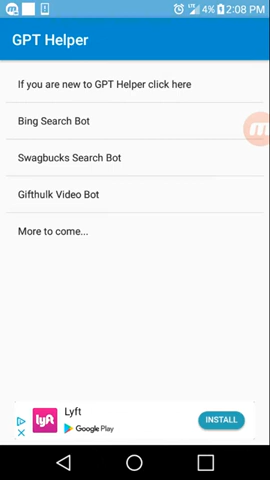 4% 2:08 PM
GPT Helper
If you are new to GPT Helper click here
Bing Search Bot
Swagbucks Search Bot
Gifthulk Video Bot
More to come...
Lyft
lyft
Google Play
INSTALL